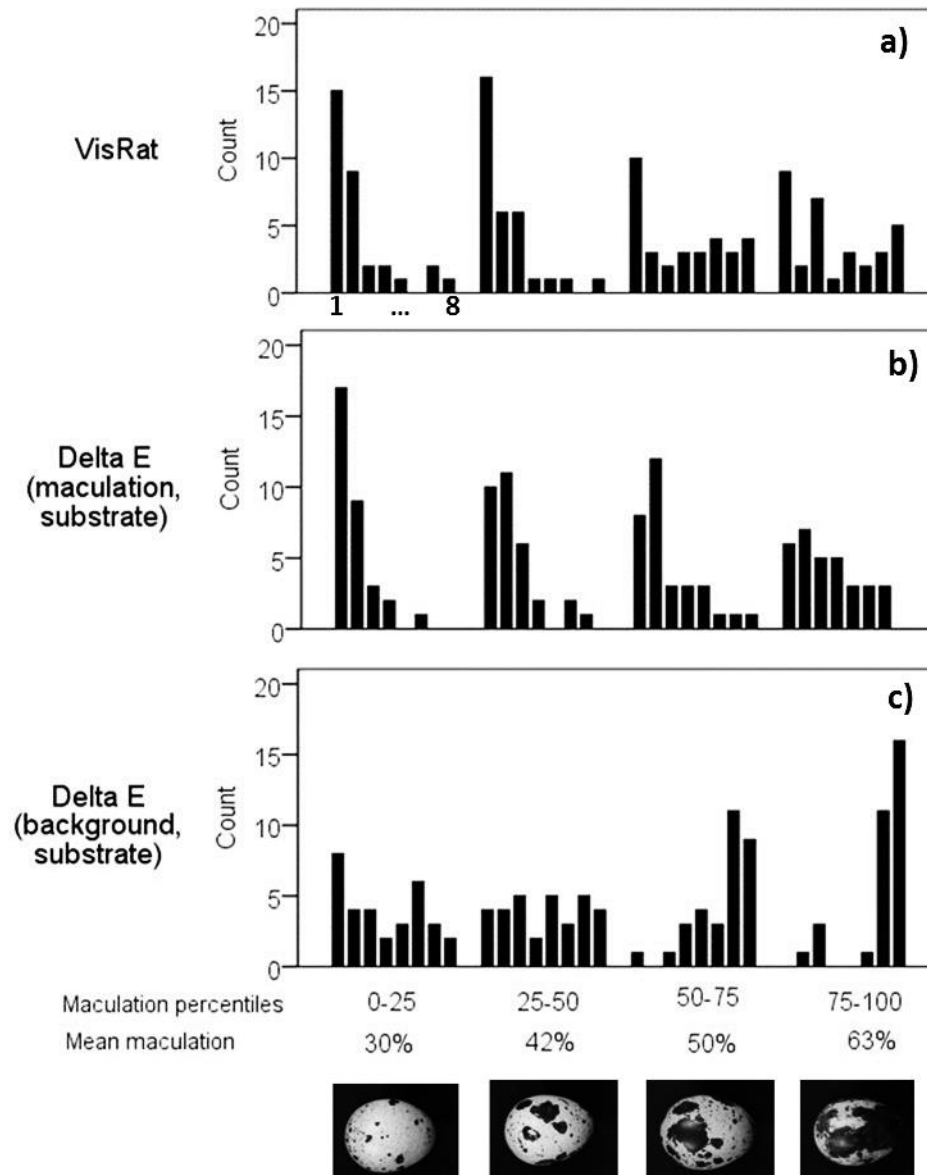 a)
20
15
10
5
0
Count
VisRat
1 ... 8
b)
20
15
10
5
0
Count
Delta E
(maculation,
substrate)
c)
20
15
10
5
0
Count
Delta E
(background,
substrate)
Maculation percentiles 0-25 25-50 50-75 75-100
Mean maculation 30% 42% 50% 63%